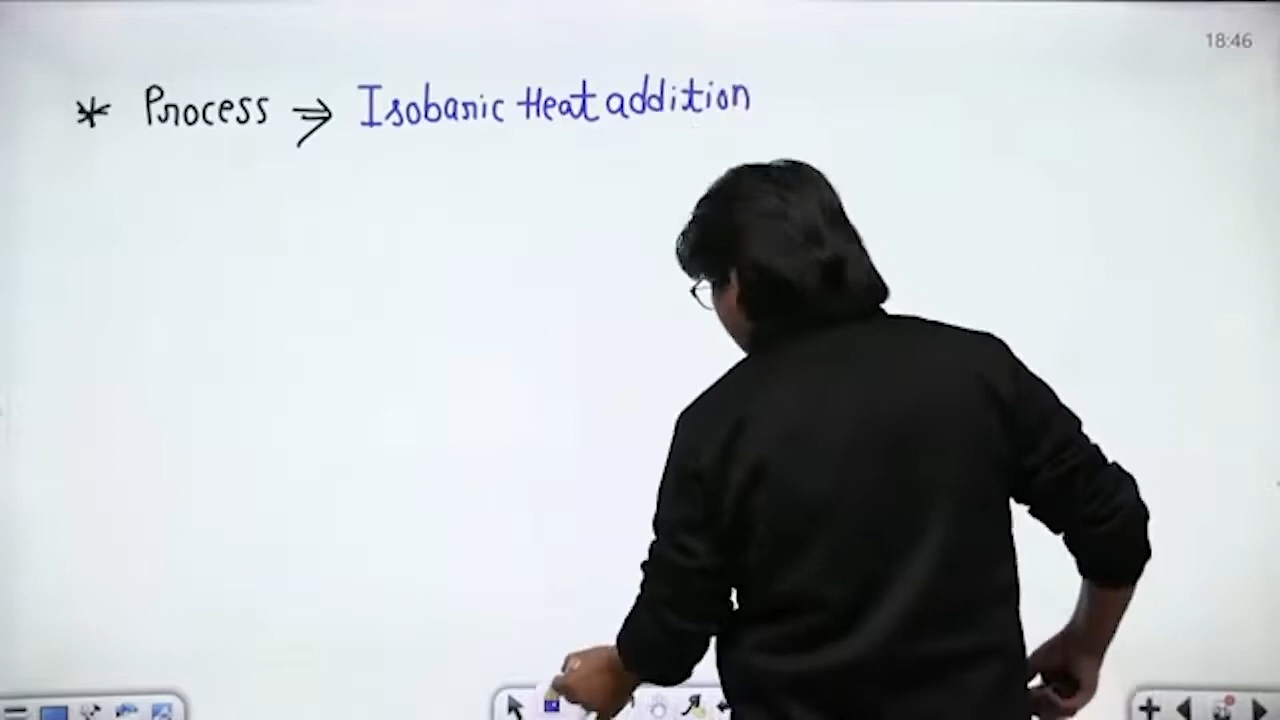 18:46
* Process ⇒ Isobaric Heat addition